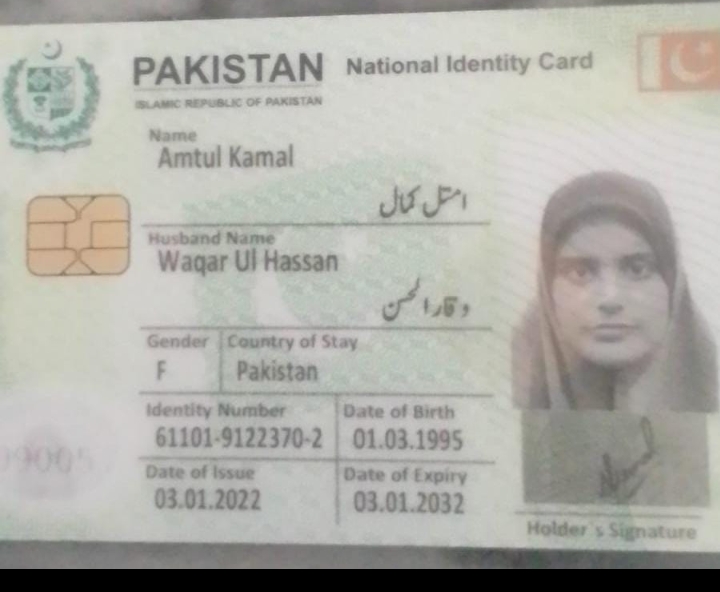 PAKISTAN National Identity Card
ISLAMIC REPUBLIC OF PAKISTAN
Name
Amtul Kamal
امتل کمال
Husband Name
Waqar Ul Hassan
وقار الحسن
Gender Country of Stay
F Pakistan
Identity Number Date of Birth
61101-9122370-2 01.03.1995
Date of Issue Date of Expiry
03.01.2022 03.01.2032
Holder's Signature